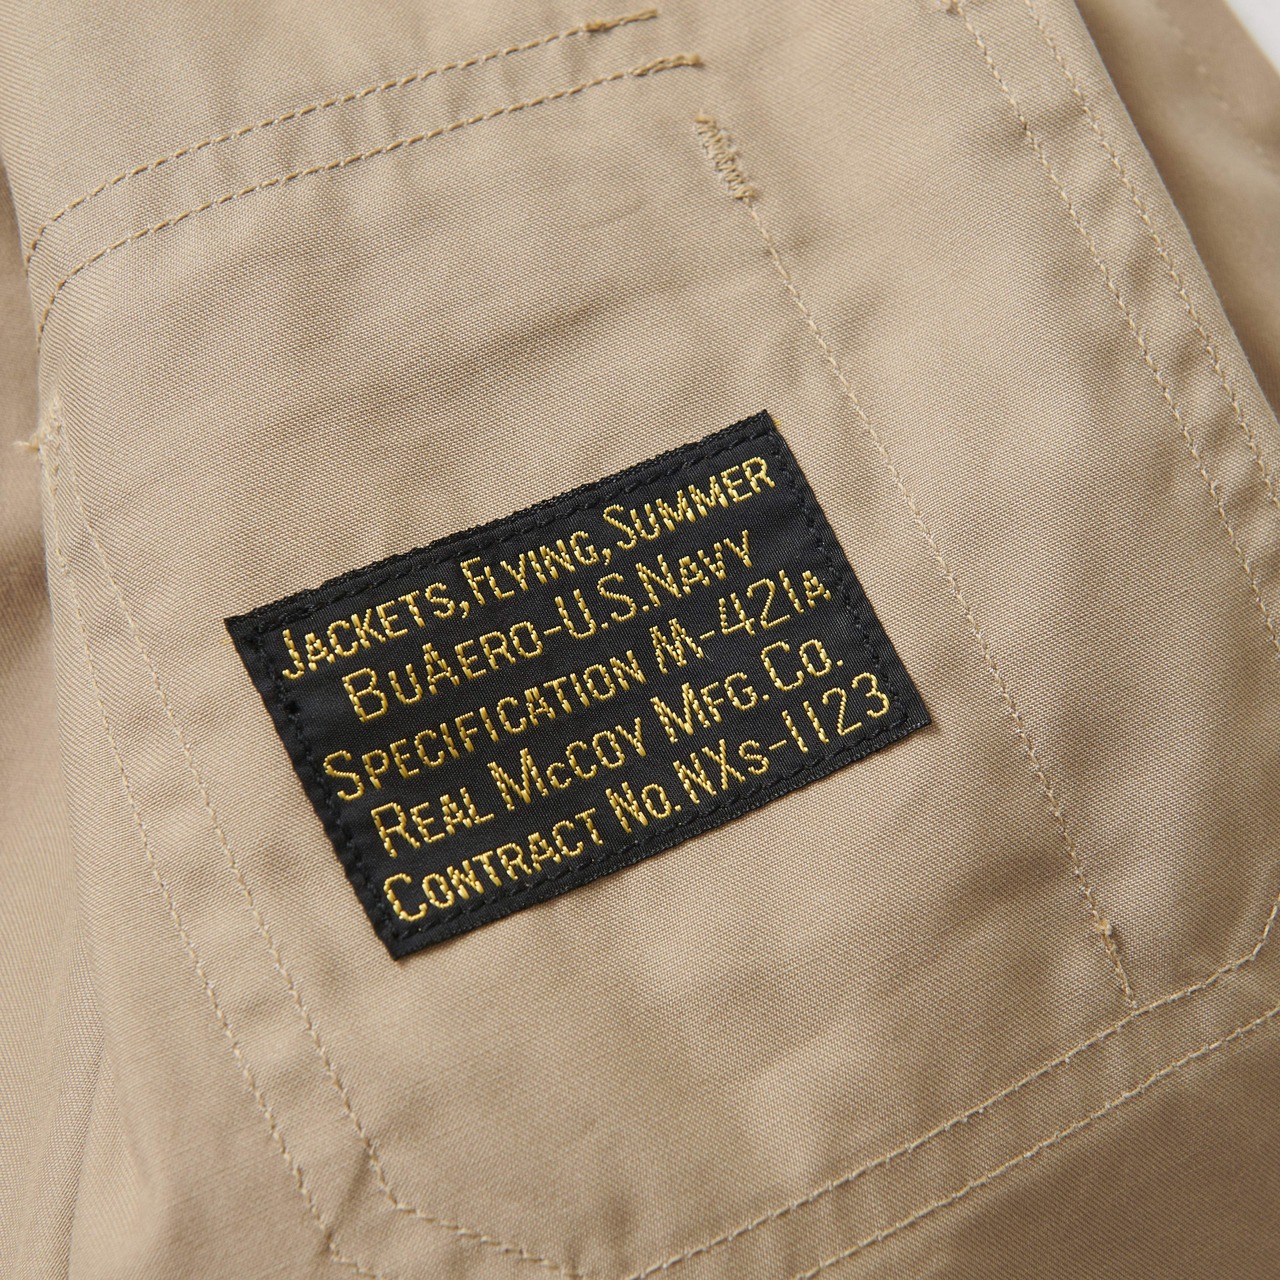 JACKETS, FLYING, SUMMER
BUAERO-U.S.NAVY
SPECIFICATION M-421A
REAL McCOY MFG. CO.
CONTRACT NO. NXS-1123